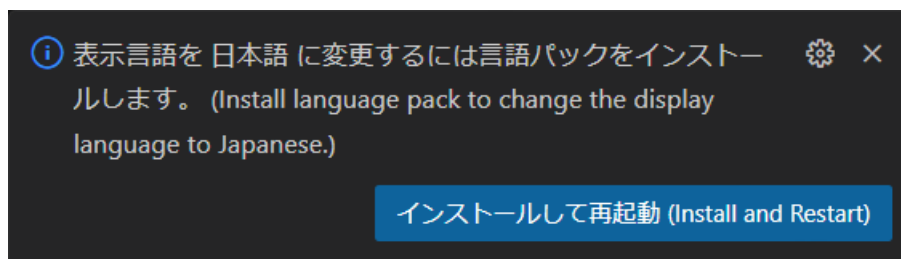 表示言語を 日本語 に変更するには言語パックをインストー
ルします。 (Install language pack to change the display
language to Japanese.)
インストールして再起動 (Install and Restart)